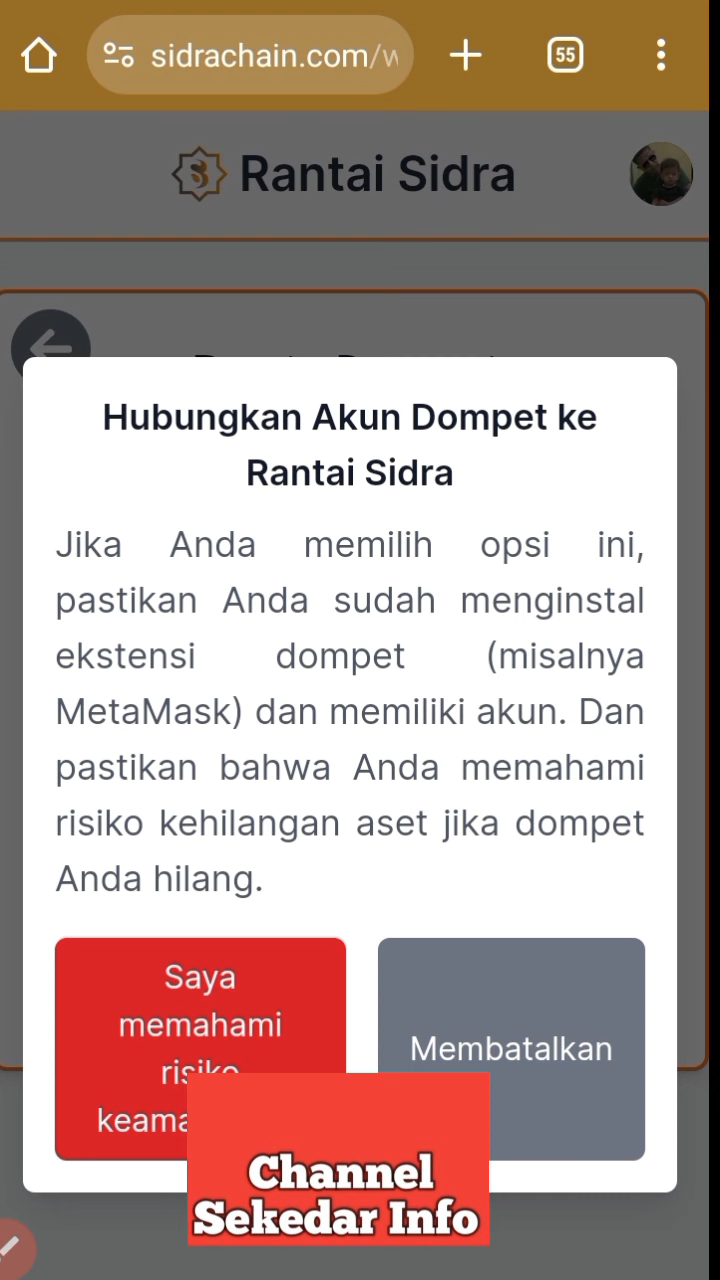 sidrachain.com/w
55
Rantai Sidra
Hubungkan Akun Dompet ke
Rantai Sidra
Jika Anda memilih opsi ini,
pastikan Anda sudah menginstal
ekstensi dompet (misalnya
MetaMask) dan memiliki akun. Dan
pastikan bahwa Anda memahami
risiko kehilangan aset jika dompet
Anda hilang.
Saya
memahami
risiko
Membatalkan
Channel
Sekedar Info